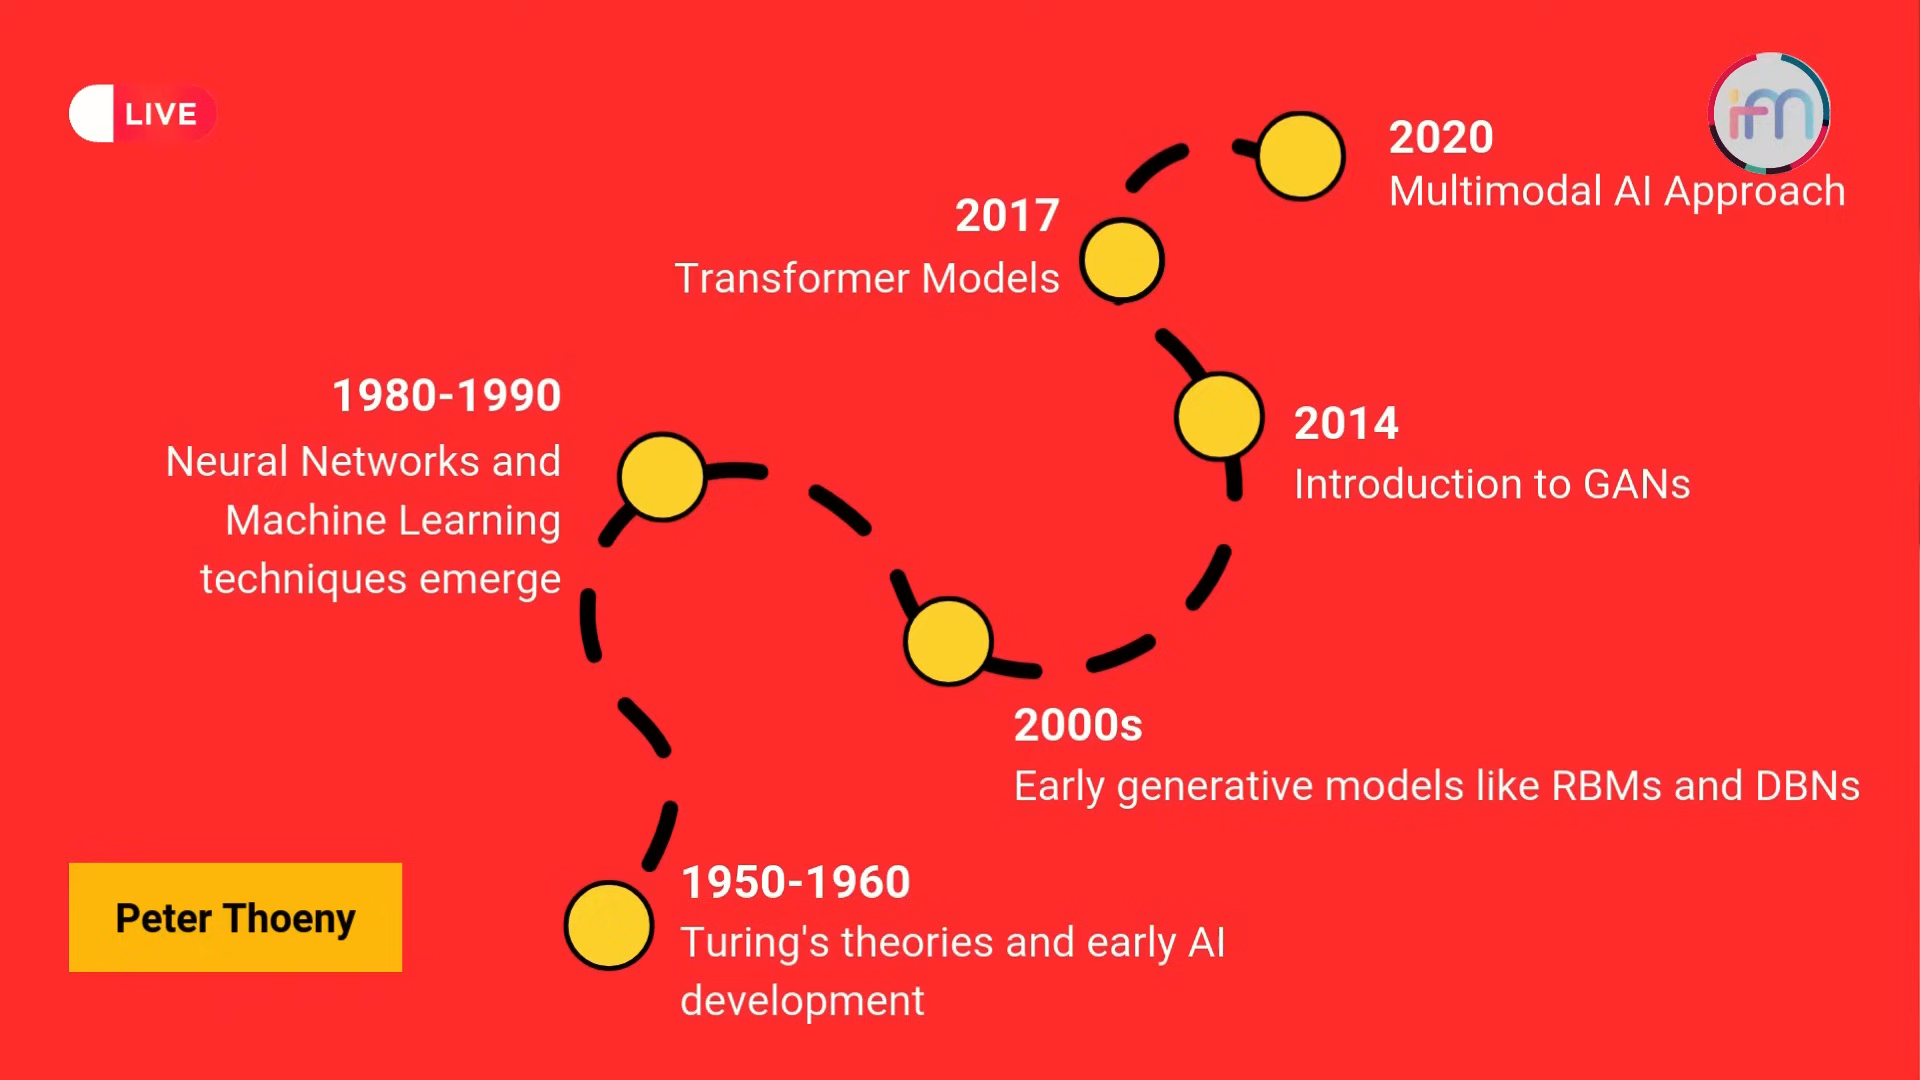 LIVE
2020
Multimodal AI Approach
2017
Transformer Models
1980-1990
Neural Networks and
Machine Learning
techniques emerge
2014
Introduction to GANs
2000s
Early generative models like RBMs and DBNs
1950-1960
Turing's theories and early AI
development
Peter Thoeny